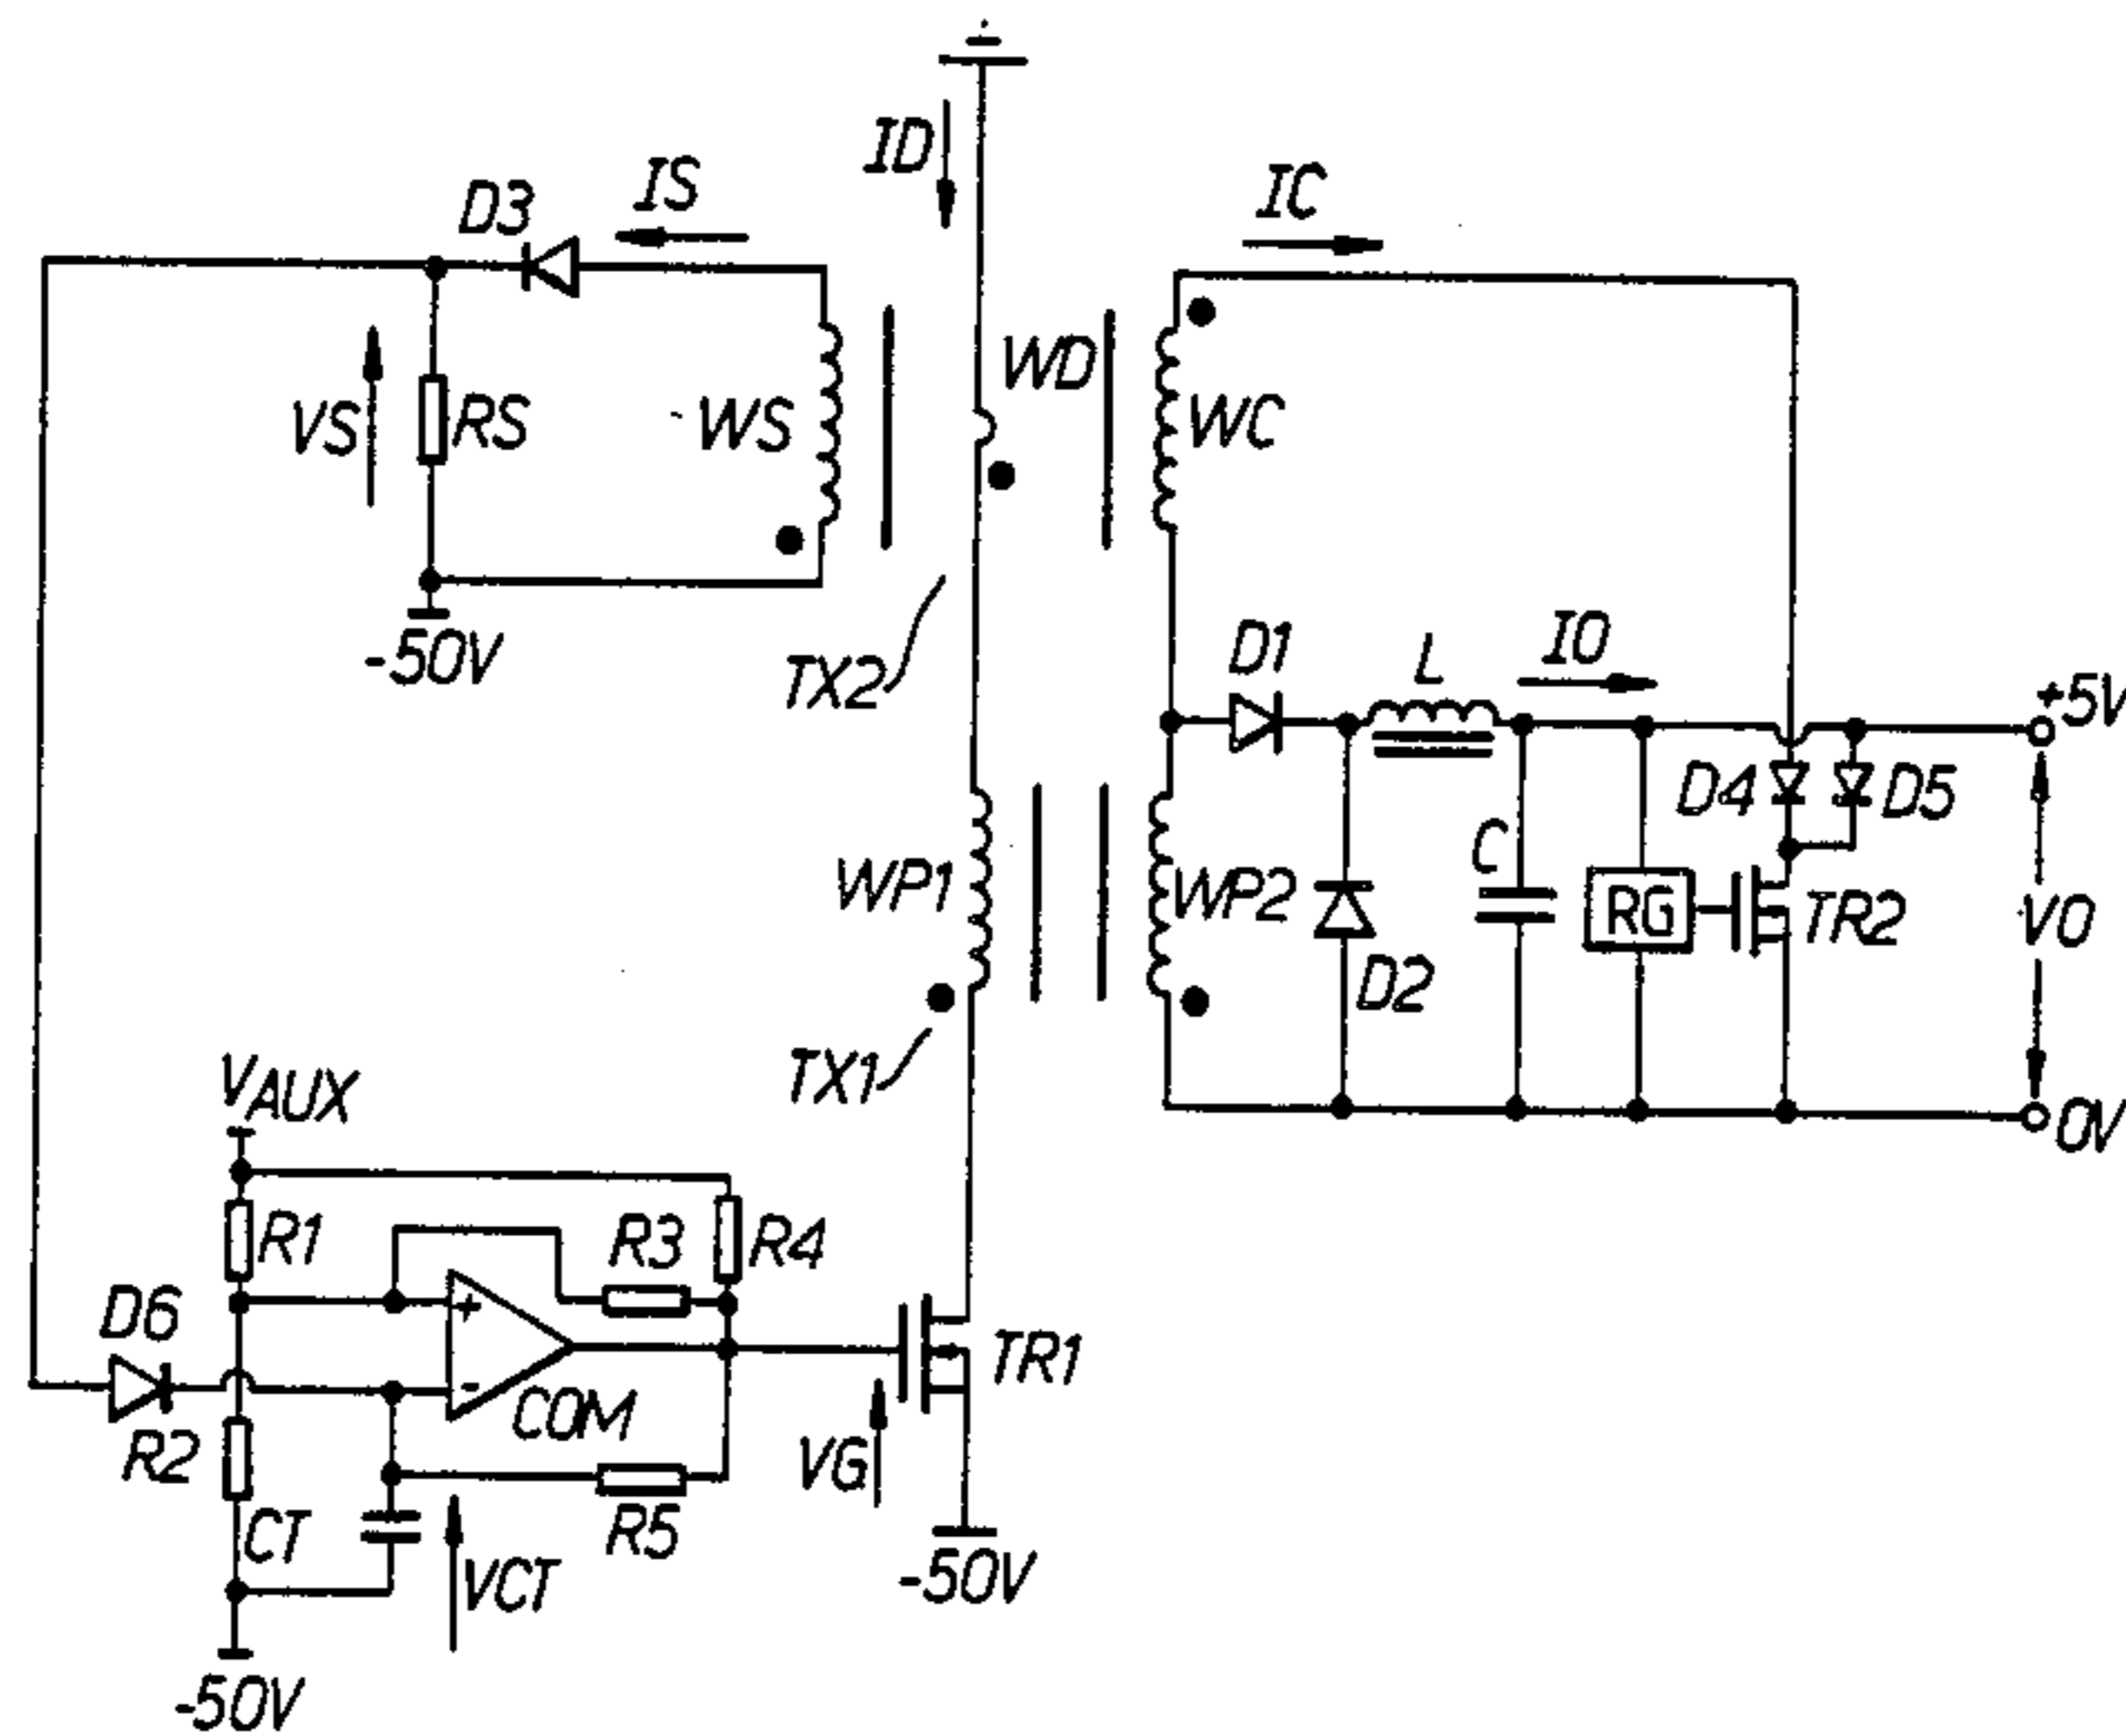 ID
IS
IC
D3
WD
VS
RS
WS
WC
-50V
TX2
D1
L
IO
+5V
D4
D5
C
WP1
WP2
RG
TR2
VO
D2
TX1
VAUX
0V
R1
R3
R4
D6
+
-
COM
TR1
R2
VG
CT
R5
VCT
-50V
-50V